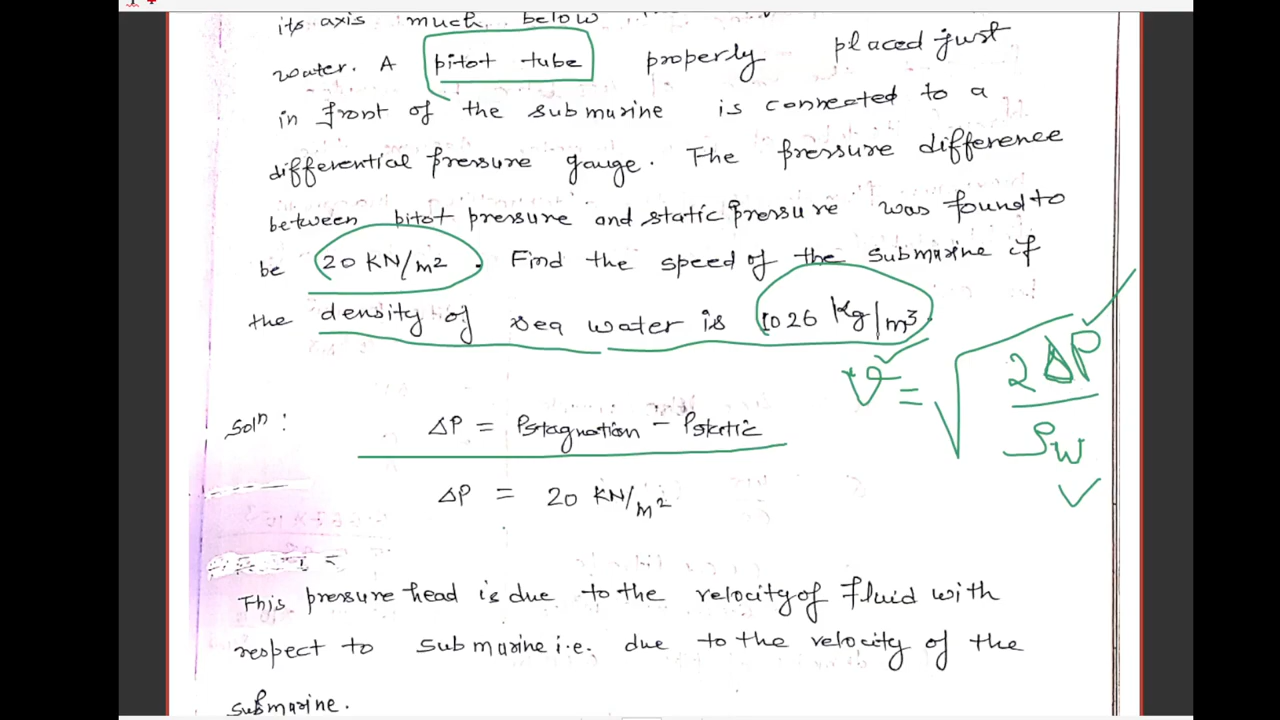 its axis much below
water. A pitot tube properly placed just
in front of the submarine is connected to a
differential pressure gauge. The pressure difference
between pitot pressure and static pressure was found to
be 20 KN/m2. Find the speed of the submarine if
the density of sea water is 1026 Kg/m3.
V = √ 2 ΔP / ρw
Soln: ΔP = Pstagnation - Pstatic
ΔP = 20 KN/m2
This pressure head is due to the velocity of fluid with
respect to submarine i.e. due to the velocity of the
submarine.